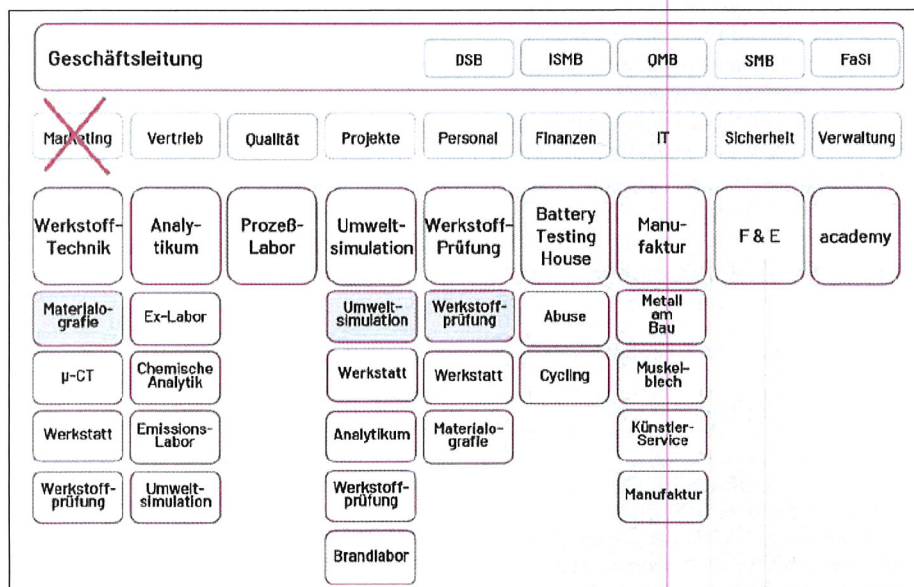 Geschäftsleitung DSB ISMB QMB SMB FaSi
Marketing Vertrieb Qualität Projekte Personal Finanzen IT Sicherheit Verwaltung
Werkstoff-
Technik
Analy-
tikum
Prozeß-
Labor
Umwelt-
simulation
Werkstoff-
Prüfung
Battery
Testing
House
Manu-
faktur
F & E
academy
Materialo-
grafie
Ex-Labor
Umwelt-
simulation
Werkstoff-
prüfung
Abuse
Metall
am
Bau
µ-CT
Chemische
Analytik
Werkstatt
Werkstatt
Cycling
Muskel-
blech
Werkstatt
Emissions-
Labor
Analytikum
Materialo-
grafie
Künstler-
Service
Werkstoff-
prüfung
Umwelt-
simulation
Werkstoff-
prüfung
Manufaktur
Brandlabor